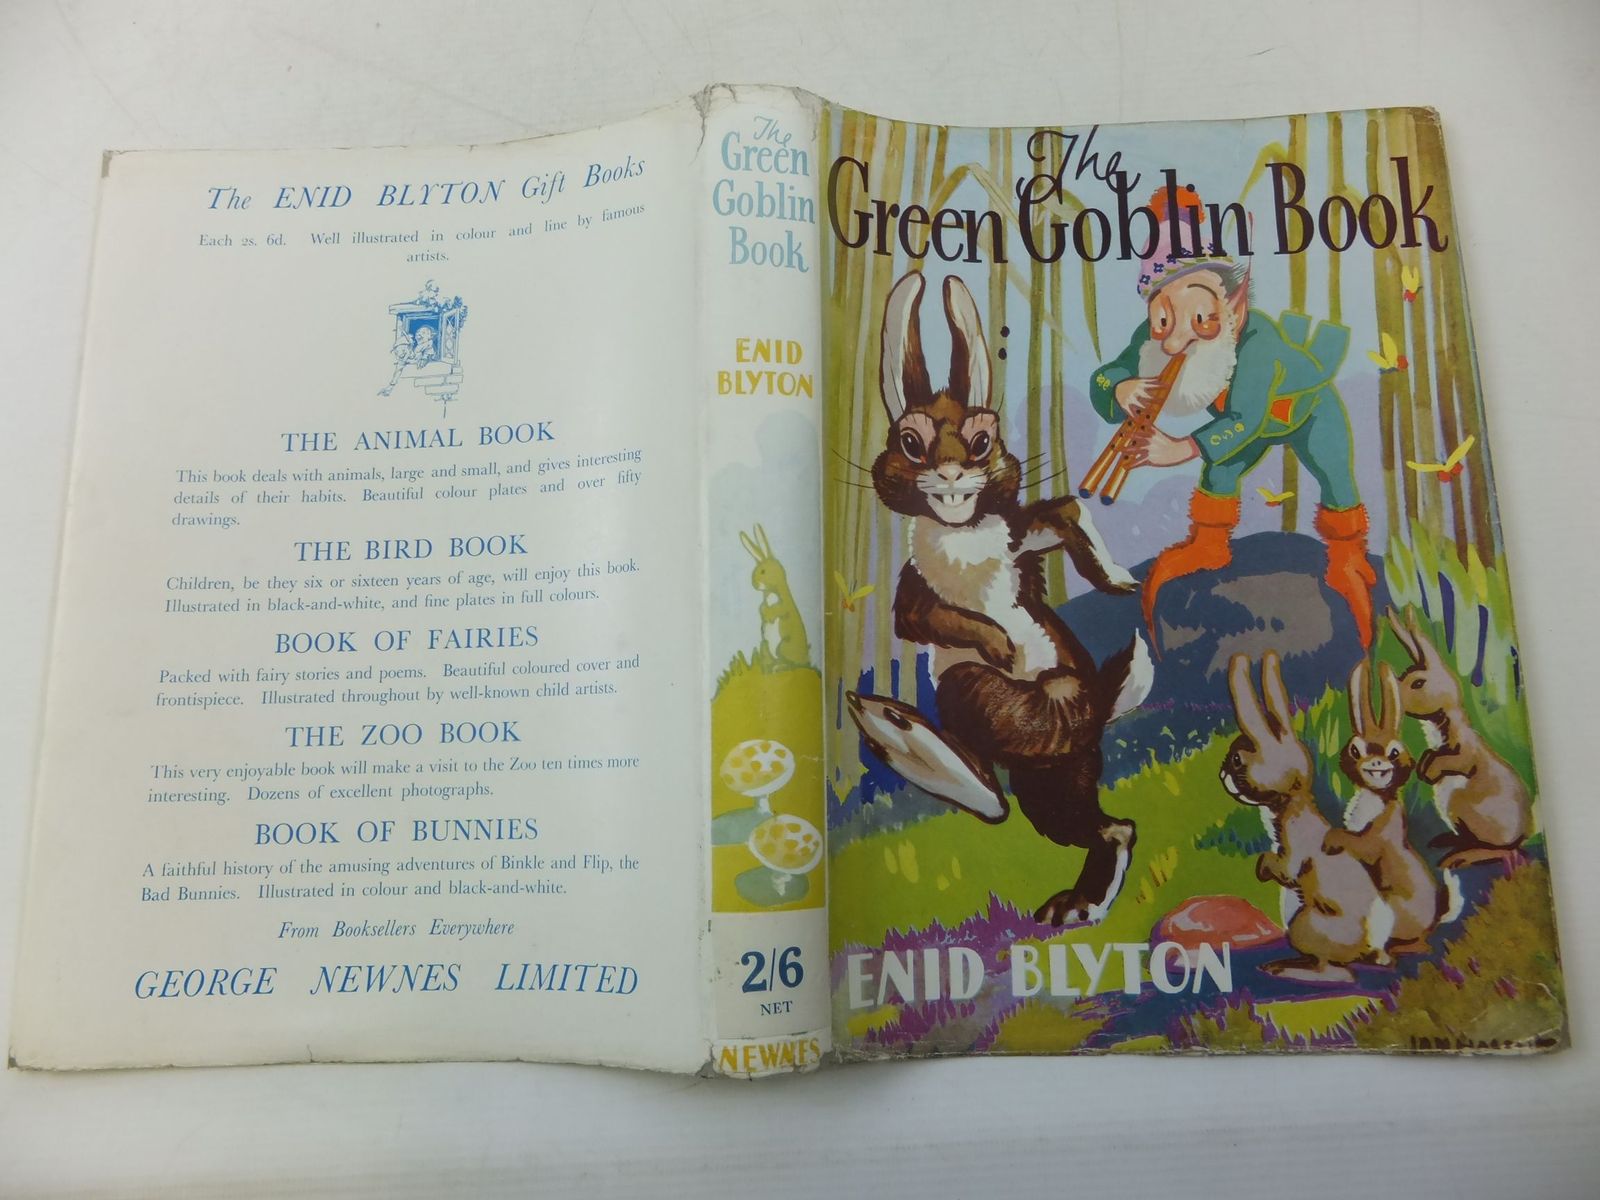 The ENID BLYTON Gift Books
Each 2s. 6d. Well illustrated in colour and line by famous
artists.
THE ANIMAL BOOK
This book deals with animals, large and small, and gives interesting
details of their habits. Beautiful colour plates and over fifty
drawings.
THE BIRD BOOK
Children, be they six or sixteen years of age, will enjoy this book.
Illustrated in black-and-white, and fine plates in full colours.
BOOK OF FAIRIES
Packed with fairy stories and poems. Beautiful coloured cover and
frontispiece. Illustrated throughout by well-known child artists.
THE ZOO BOOK
This very enjoyable book will make a visit to the Zoo ten times more
interesting. Dozens of excellent photographs.
BOOK OF BUNNIES
A faithful history of the amusing adventures of Binkle and Flip, the
Bad Bunnies. Illustrated in colour and black-and-white.
From Booksellers Everywhere
GEORGE NEWNES LIMITED
The
Green
Goblin
Book
ENID
BLYTON
2/6
NET
NEWNES
The
Green Goblin Book
ENID BLYTON